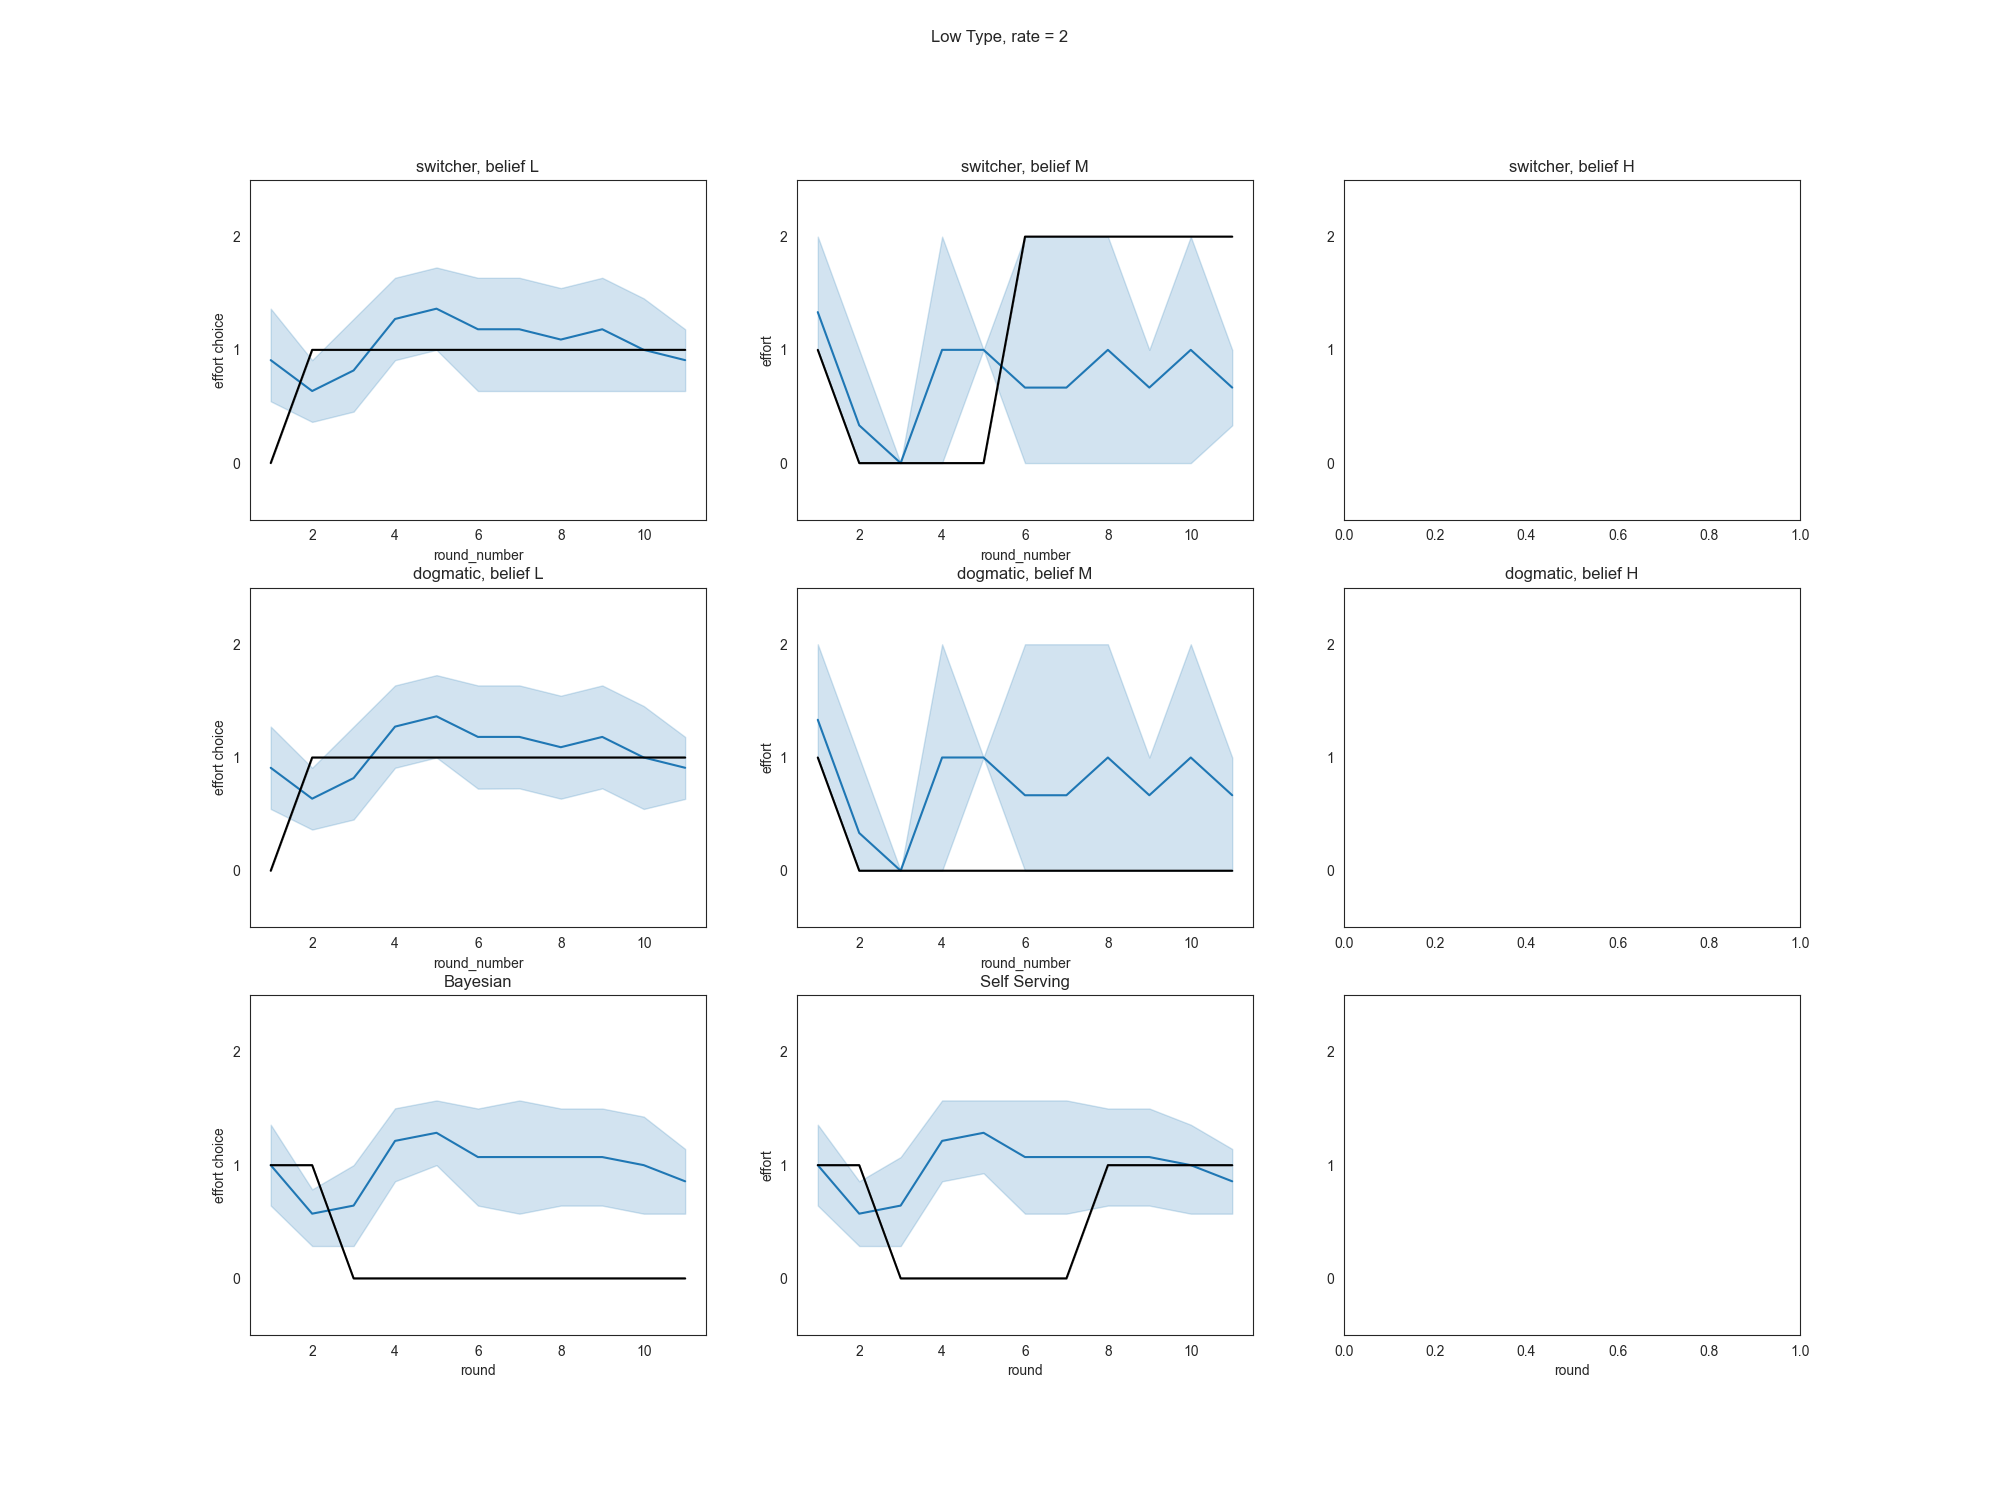 Low Type, rate = 2
switcher, belief L
switcher, belief M
switcher, belief H
2
1
0
effort choice
2 4 6 8 10
round_number
2
1
0
effort
2 4 6 8 10
round_number
2
1
0
0.0 0.2 0.4 0.6 0.8 1.0
dogmatic, belief L
dogmatic, belief M
dogmatic, belief H
2
1
0
effort choice
2 4 6 8 10
round_number
2
1
0
effort
2 4 6 8 10
round_number
2
1
0
0.0 0.2 0.4 0.6 0.8 1.0
Bayesian
Self Serving
2
1
0
effort choice
2 4 6 8 10
round
2
1
0
effort
2 4 6 8 10
round
2
1
0
0.0 0.2 0.4 0.6 0.8 1.0
round